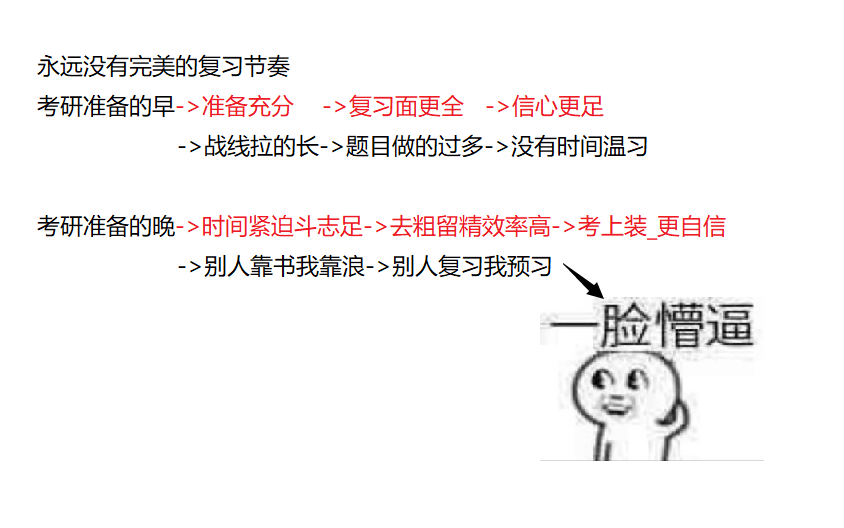 永远没有完美的复习节奏
考研准备的早->准备充分 ->复习面更全 ->信心更足
->战线拉的长->题目做的过多->没有时间温习
考研准备的晚->时间紧迫斗志足->去粗留精效率高->考上装_更自信
->别人靠书我靠浪->别人复习我预习
一脸懵逼